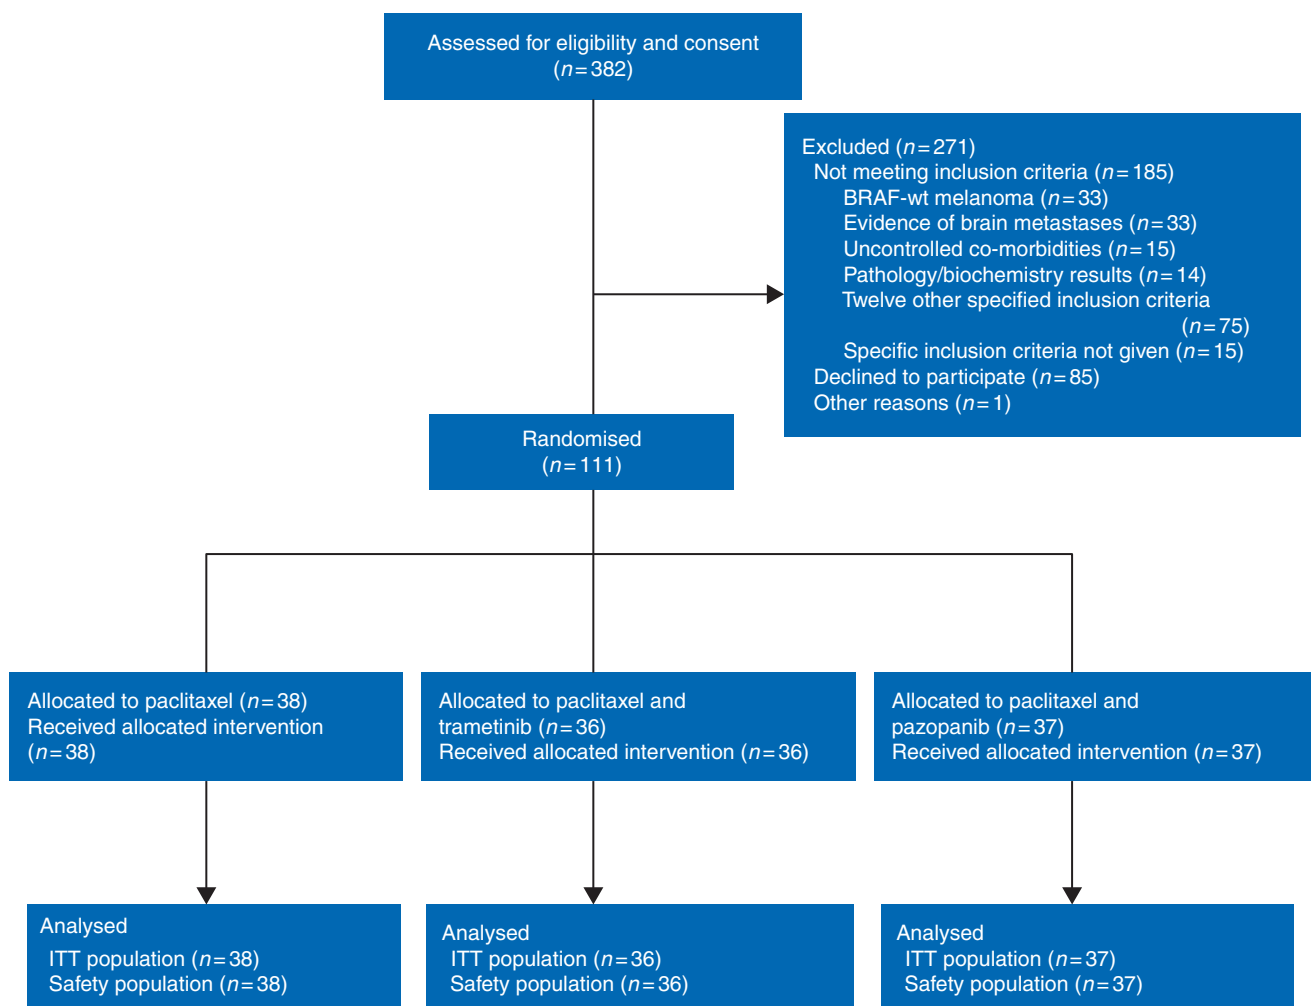 Assessed for eligibility and consent
(n=382)
Excluded (n=271)
Not meeting inclusion criteria (n=185)
BRAF-wt melanoma (n=33)
Evidence of brain metastases (n=33)
Uncontrolled co-morbidities (n=15)
Pathology/biochemistry results (n=14)
Twelve other specified inclusion criteria
(n=75)
Specific inclusion criteria not given (n=15)
Declined to participate (n=85)
Other reasons (n=1)
Randomised
(n=111)
Allocated to paclitaxel (n=38)
Received allocated intervention
(n=38)
Allocated to paclitaxel and
trametinib (n=36)
Received allocated intervention (n=36)
Allocated to paclitaxel and
pazopanib (n=37)
Received allocated intervention (n=37)
Analysed
ITT population (n=38)
Safety population (n=38)
Analysed
ITT population (n=36)
Safety population (n=36)
Analysed
ITT population (n=37)
Safety population (n=37)